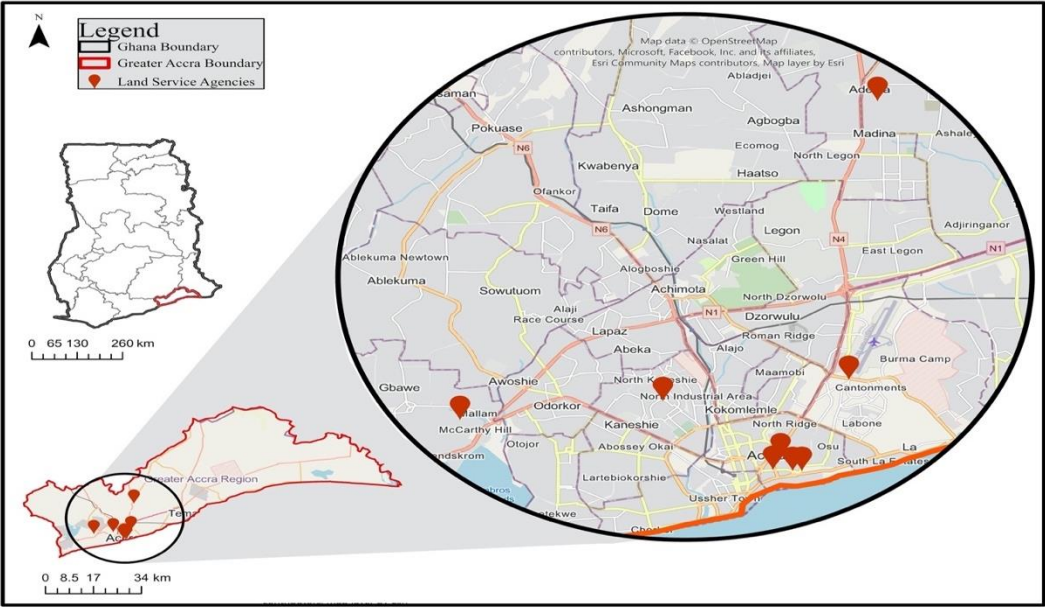 N
Legend
Ghana Boundary
Greater Accra Boundary
Land Service Agencies
0 65 130 260 km
Greater Accra Region
0 8.5 17 34 km
Map data © OpenStreetMap
contributors, Microsoft, Facebook, Inc. and its affiliates,
Esri Community Maps contributors, Map layer by Esri
Abladjei
Ashongman
Pokuase
Agbogba
Madina
Ashale
N6
Ecomog
North Legon
Kwabenya
Haatso
Ofankor
Taifa
Dome
Westland
Legon
Adjiringanor
N6
N4
Nasalat
East Legon
N1
Ablekuma Newtown
Green Hill
Alogboshie
Ablekuma
Sowutuom
Achimota
North Dzorwulu
Alaji
Race Course
N1
Dzorwulu
Lapaz
Roman Ridge
Abeka
Alajo
Burma Camp
Maamobi
Gbawe
Awoshie
Cantonments
North Industrial Area
Odorkor
Kokomlemle
McCarthy Hill
Kaneshie
North Ridge
Labone
Otojor
Abossey Okai
Osu
La
South La Estates
Lartebiokorshie